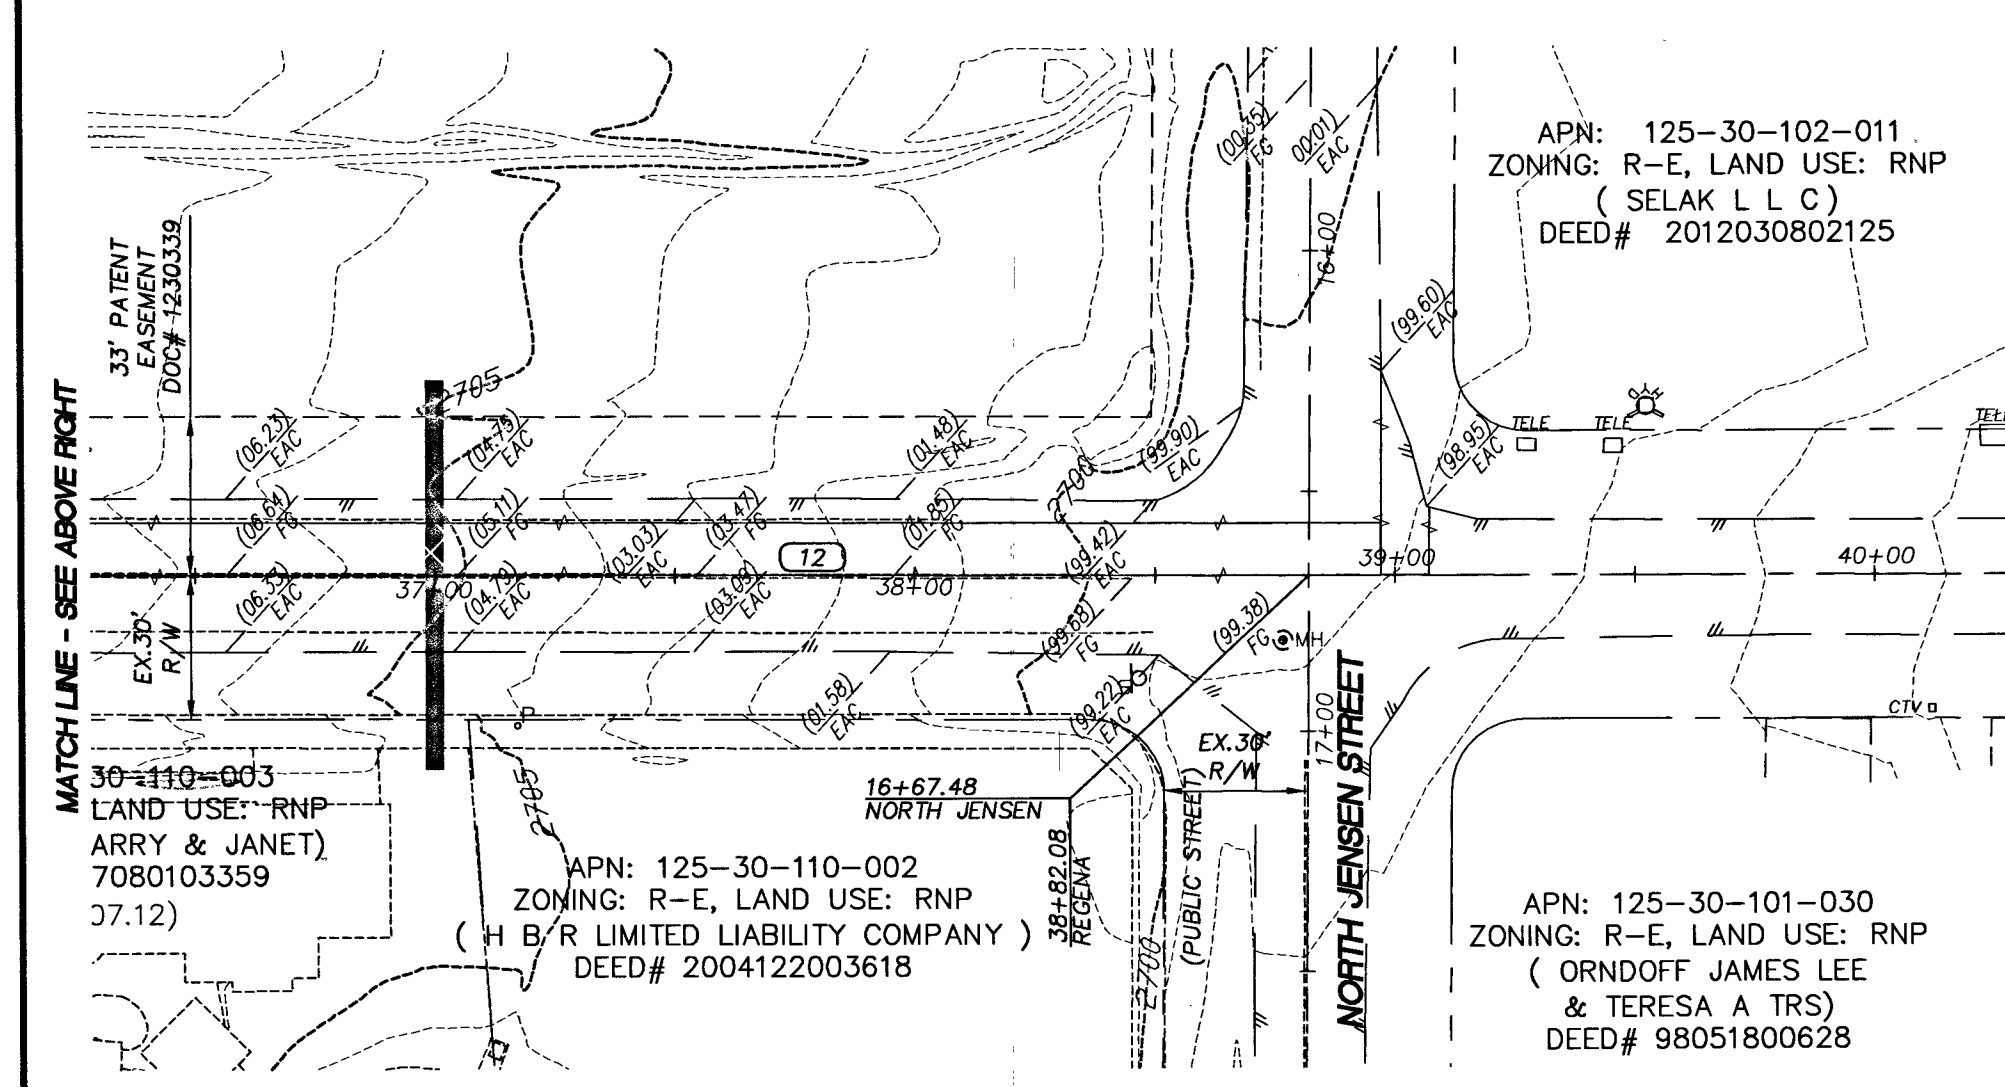 MATCH LINE - SEE ABOVE RIGHT
33' PATENT
EASEMENT
DOC# 1230339
EX.30'
R/W
APN: 125-30-102-011
ZONING: R-E, LAND USE: RNP
( SELAK L L C )
DEED# 2012030802125
(00.35)
FG
00.01)
EAC
16+00
(99.60)
EAC
2705
(06.23)
EAC
(04.75)
EAC
(01.48)
EAC
(99.90)
EAC
(98.95)
EAC
TELE
TELE
2700
(06.64)
FG
(05.11)
FG
(03.03)
EAC
(03.47)
FG
(01.85)
FG
(99.42)
EAC
12
37+00
38+00
39+00
40+00
(06.33)
EAC
(04.79)
EAC
(03.09)
EAC
(99.68)
FG
(99.38)
FG
MH
(01.58)
EAC
(99.22)
EAC
P
CTV
EX.30'
R/W
17+00
NORTH JENSEN STREET
(PUBLIC STREET)
16+67.48
NORTH JENSEN
38+82.08
REGENA
2705
2700
30-110-003
LAND USE: RNP
ARRY & JANET)
7080103359
07.12)
APN: 125-30-110-002
ZONING: R-E, LAND USE: RNP
( H B R LIMITED LIABILITY COMPANY )
DEED# 2004122003618
APN: 125-30-101-030
ZONING: R-E, LAND USE: RNP
( ORNDOFF JAMES LEE
& TERESA A TRS)
DEED# 98051800628